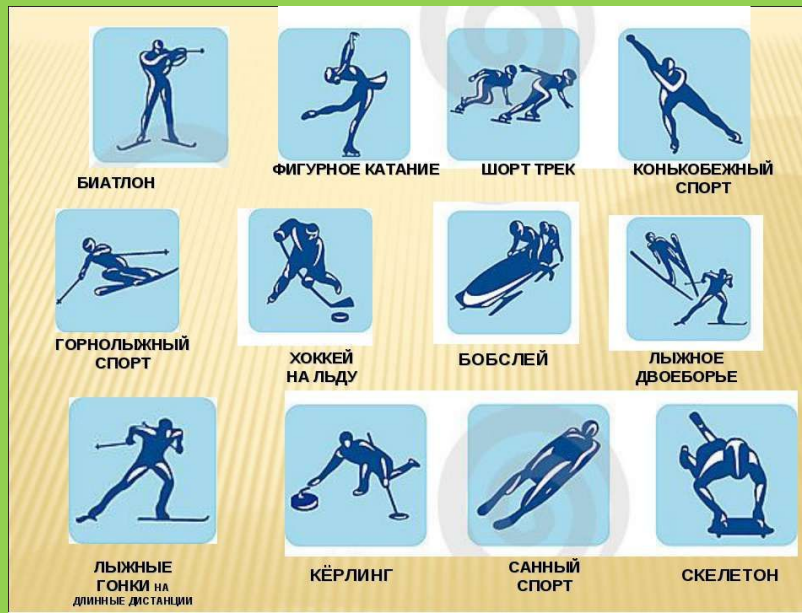 БИАТЛОН
ФИГУРНОЕ КАТАНИЕ
ШОРТ ТРЕК
КОНЬКОБЕЖНЫЙ
СПОРТ
ГОРНОЛЫЖНЫЙ
СПОРТ
ХОККЕЙ
НА ЛЬДУ
БОБСЛЕЙ
ЛЫЖНОЕ
ДВОЕБОРЬЕ
ЛЫЖНЫЕ
ГОНКИ НА
ДЛИННЫЕ ДИСТАНЦИИ
КЁРЛИНГ
САННЫЙ
СПОРТ
СКЕЛЕТОН